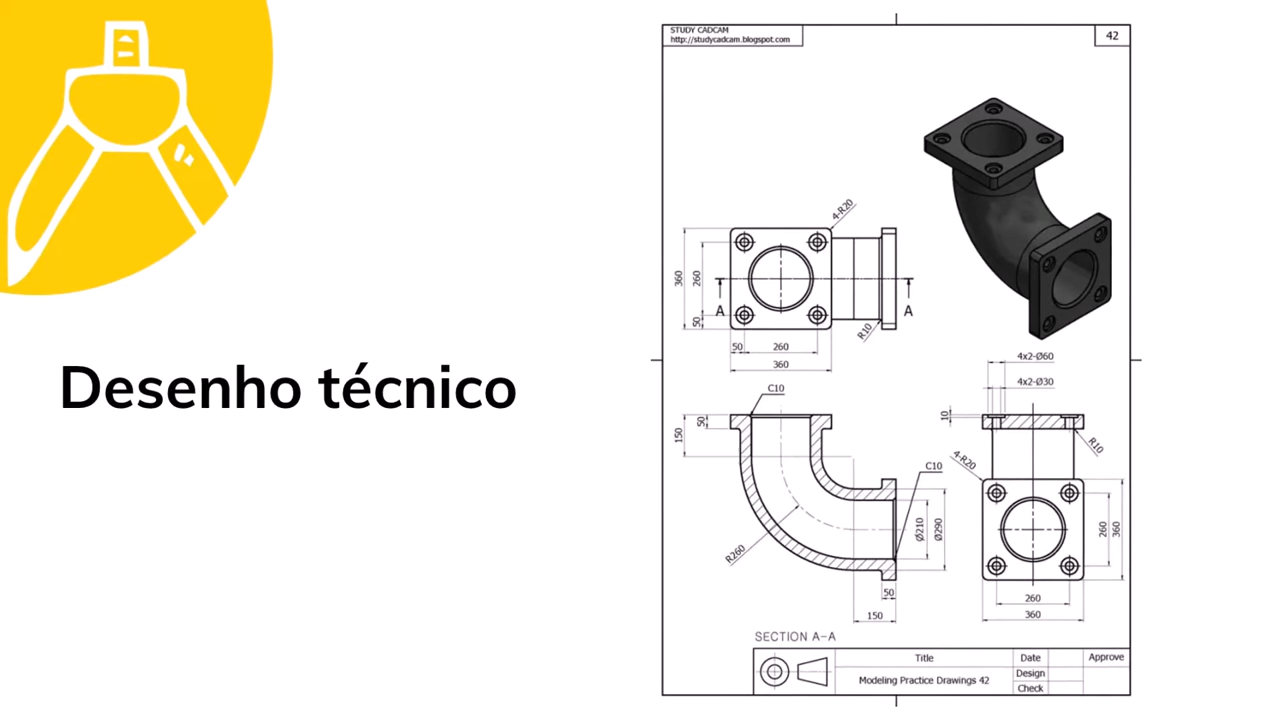 Desenho técnico
STUDY CADCAM
http://studycadcam.blogspot.com
42
4-R20
360
260
50
A
A
R10
50
260
360
C10
150
50
C10
R260
Ø210
Ø290
50
150
SECTION A-A
4x2-Ø60
4x2-Ø30
10
R10
4-R20
260
360
260
360
Title
Modeling Practice Drawings 42
Date
Design
Check
Approve